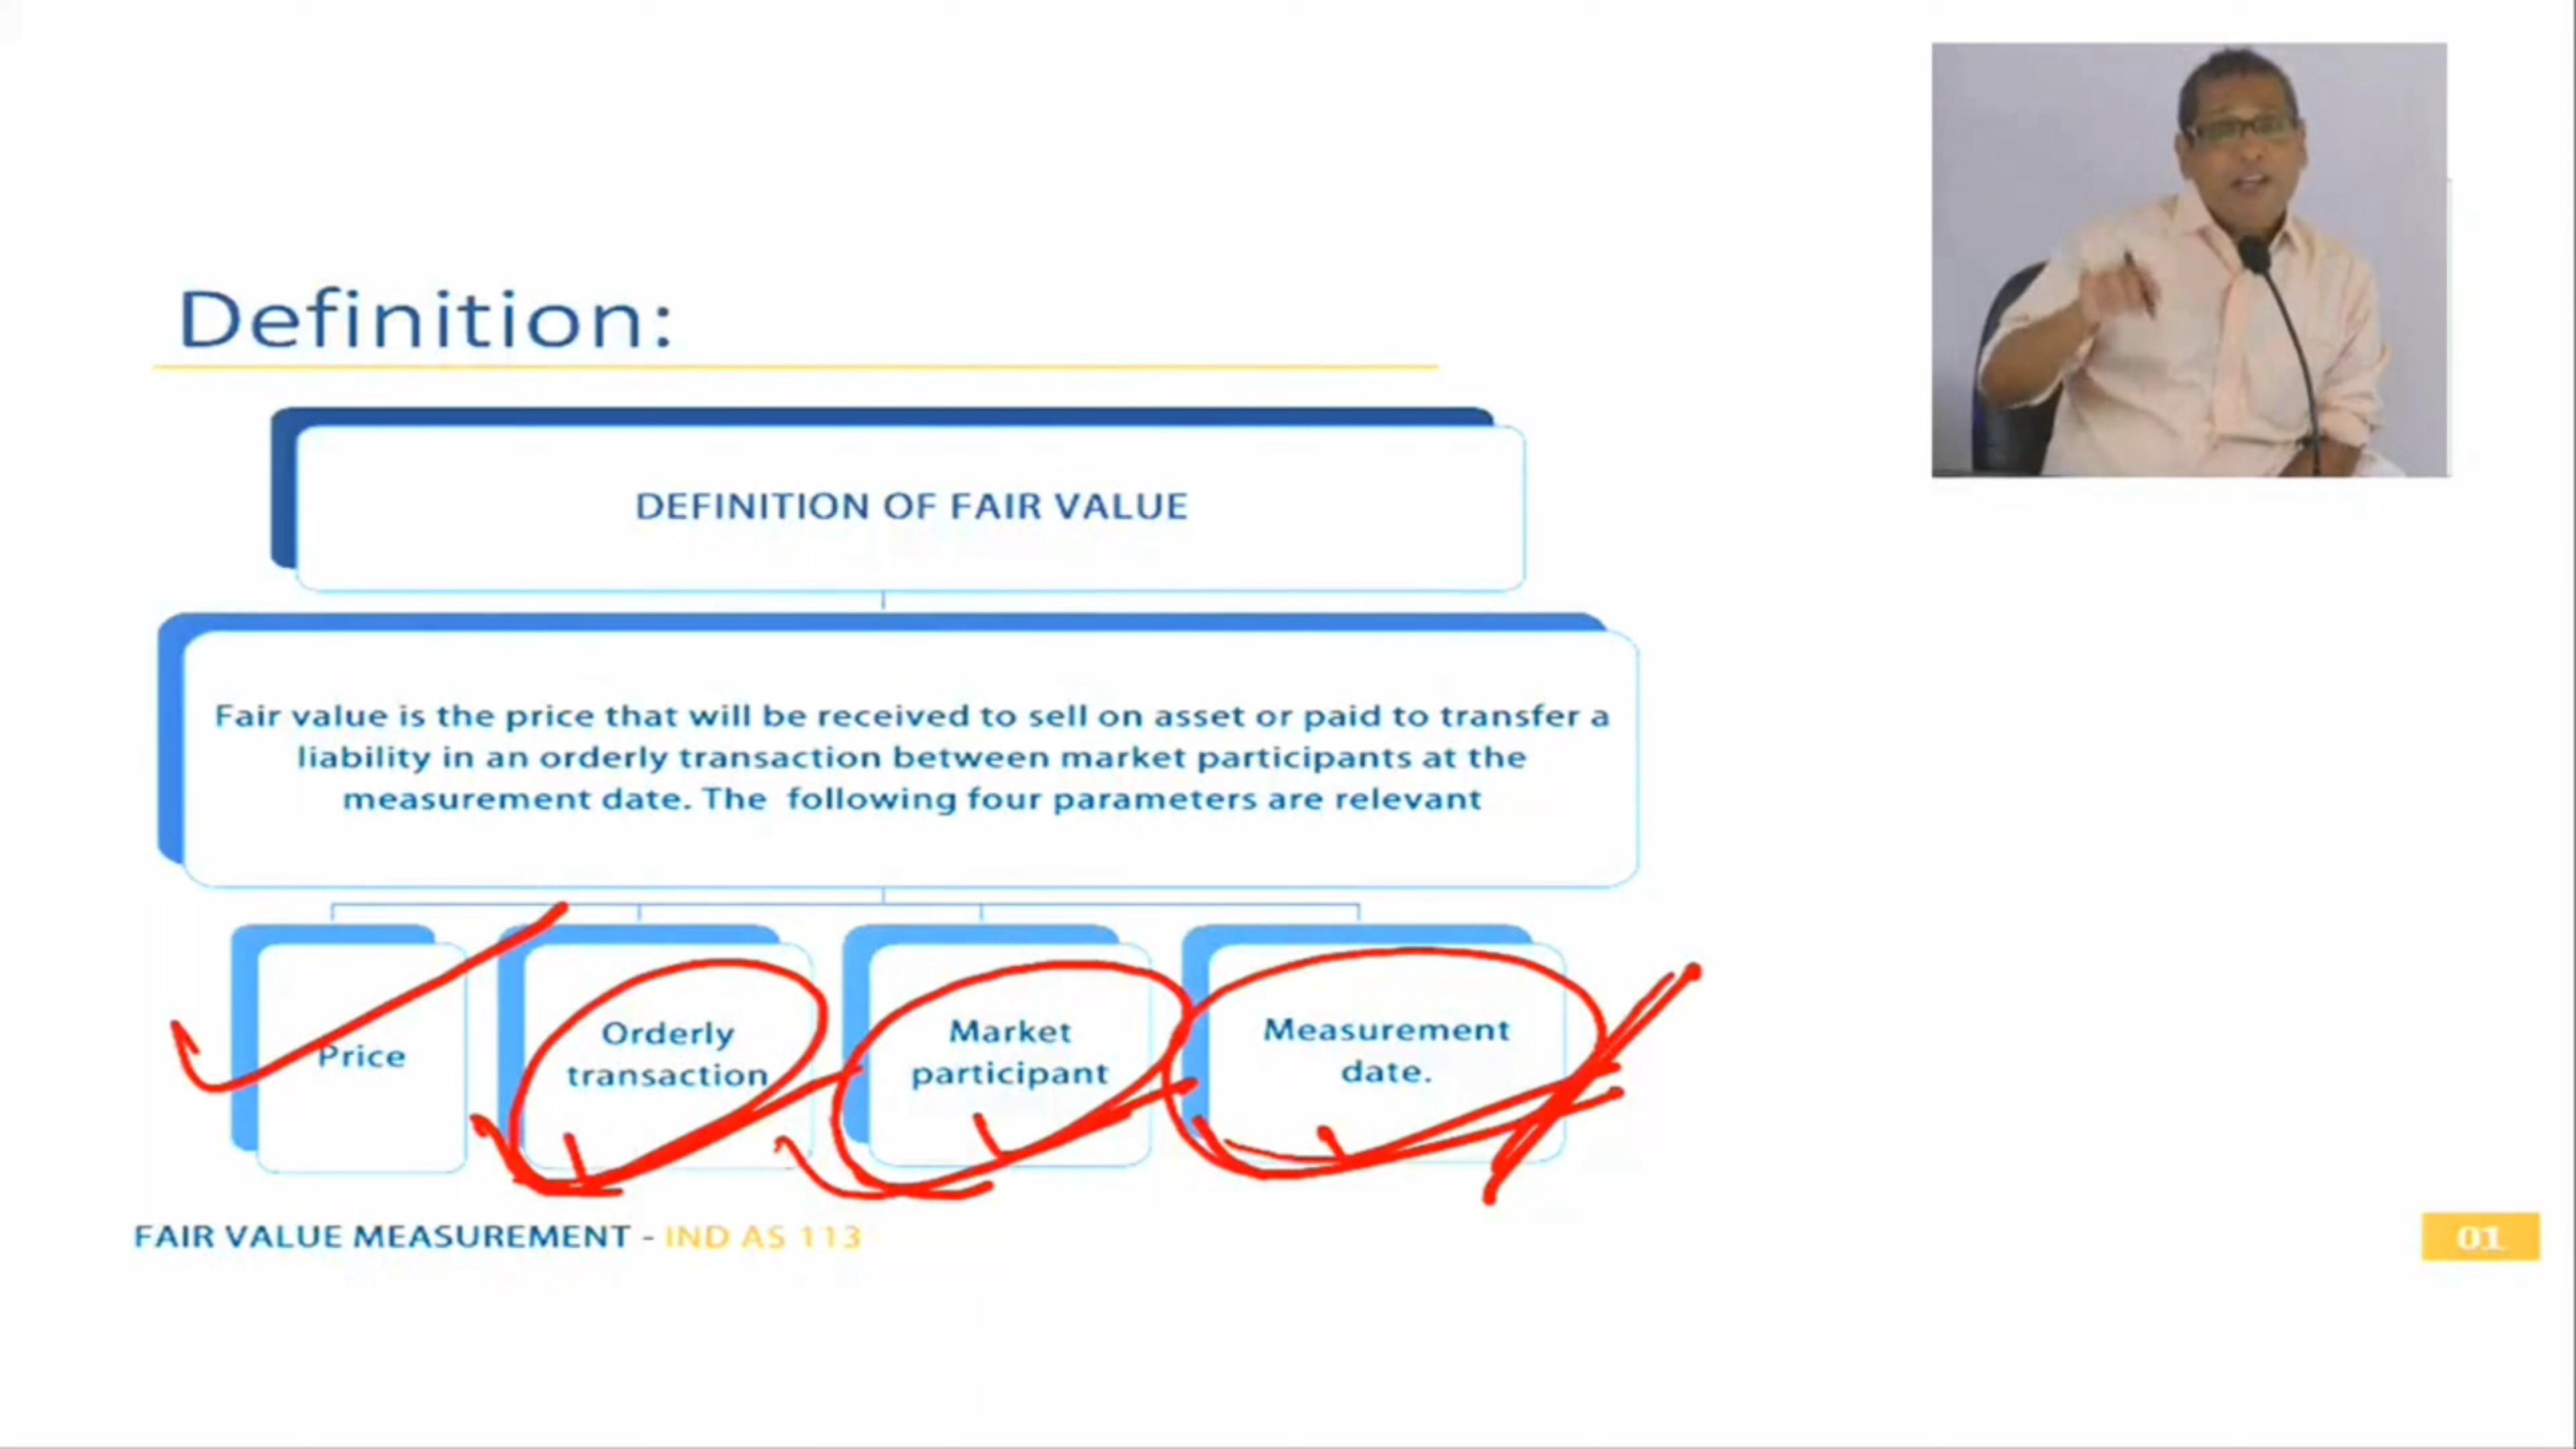 Definition:
DEFINITION OF FAIR VALUE
Fair value is the price that will be received to sell on asset or paid to transfer a
liability in an orderly transaction between market participants at the
measurement date. The following four parameters are relevant
Price
Orderly
transaction
Market
participant
Measurement
date.
FAIR VALUE MEASUREMENT - IND AS 113
01